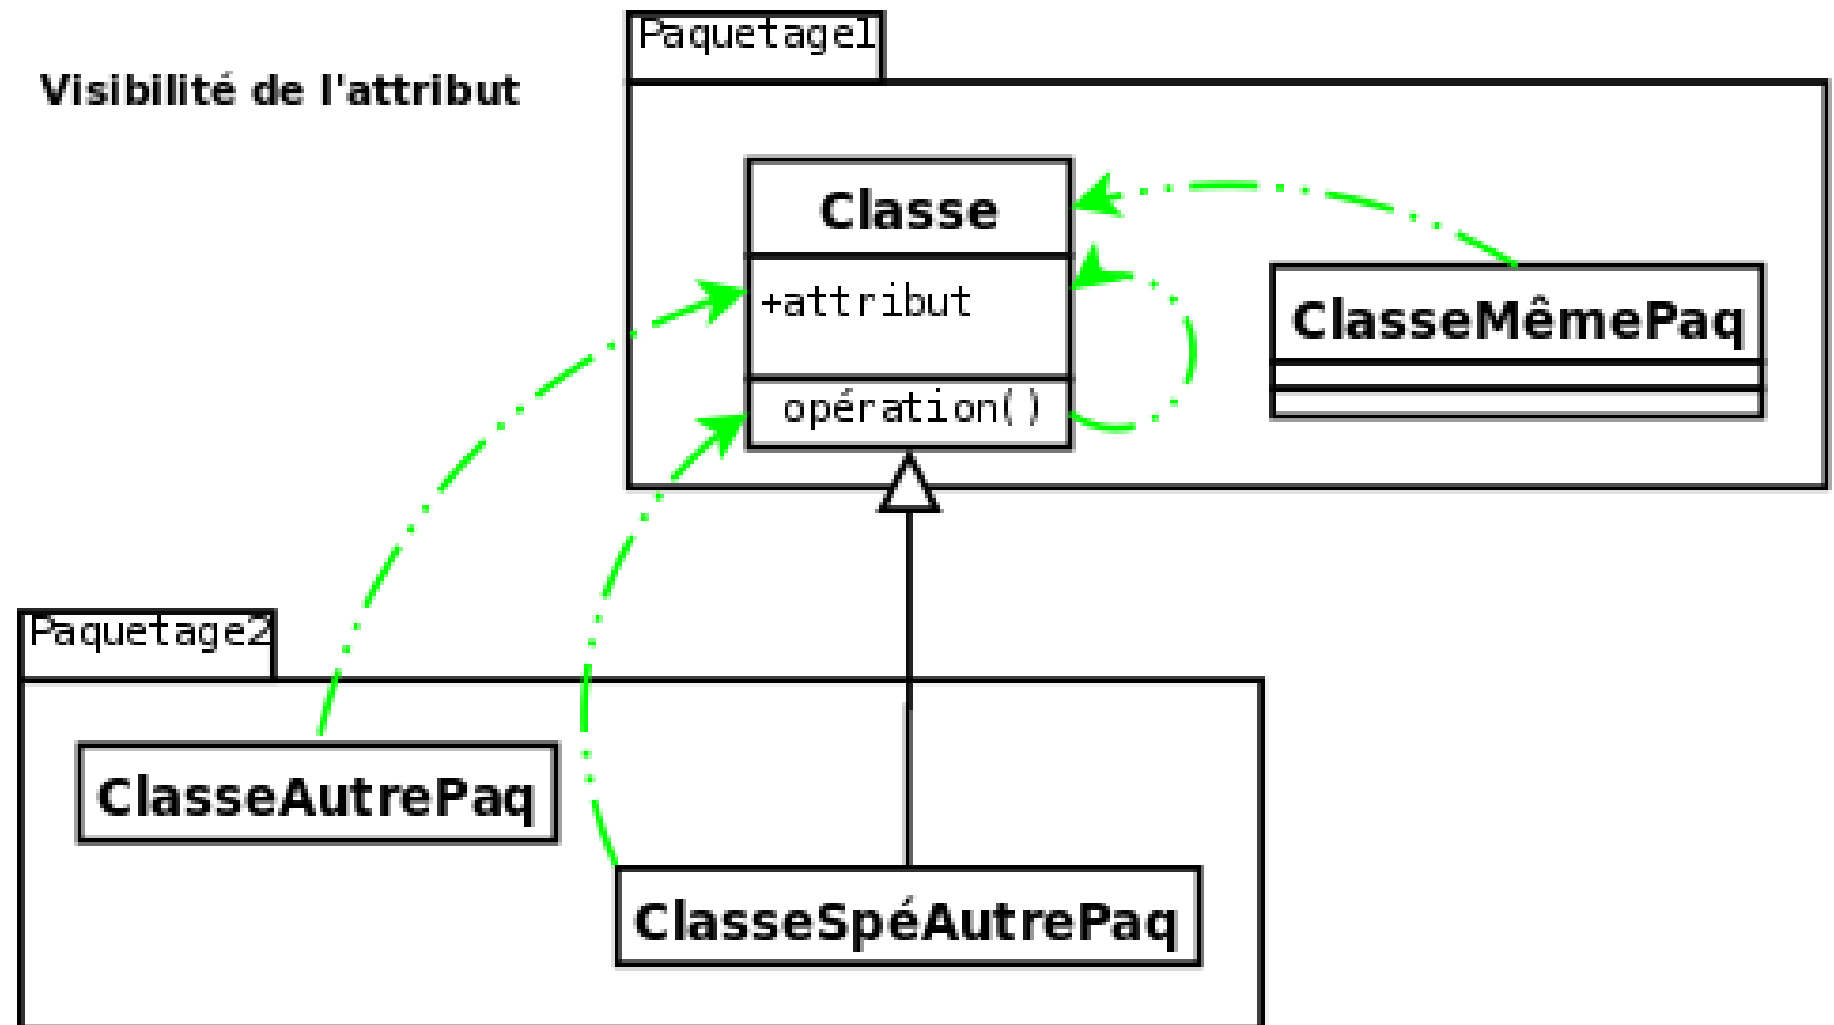 Paquetage1
Visibilité de l'attribut
Classe
+attribut
opération()
ClasseMêmePaq
Paquetage2
ClasseAutrePaq
ClasseSpéAutrePaq